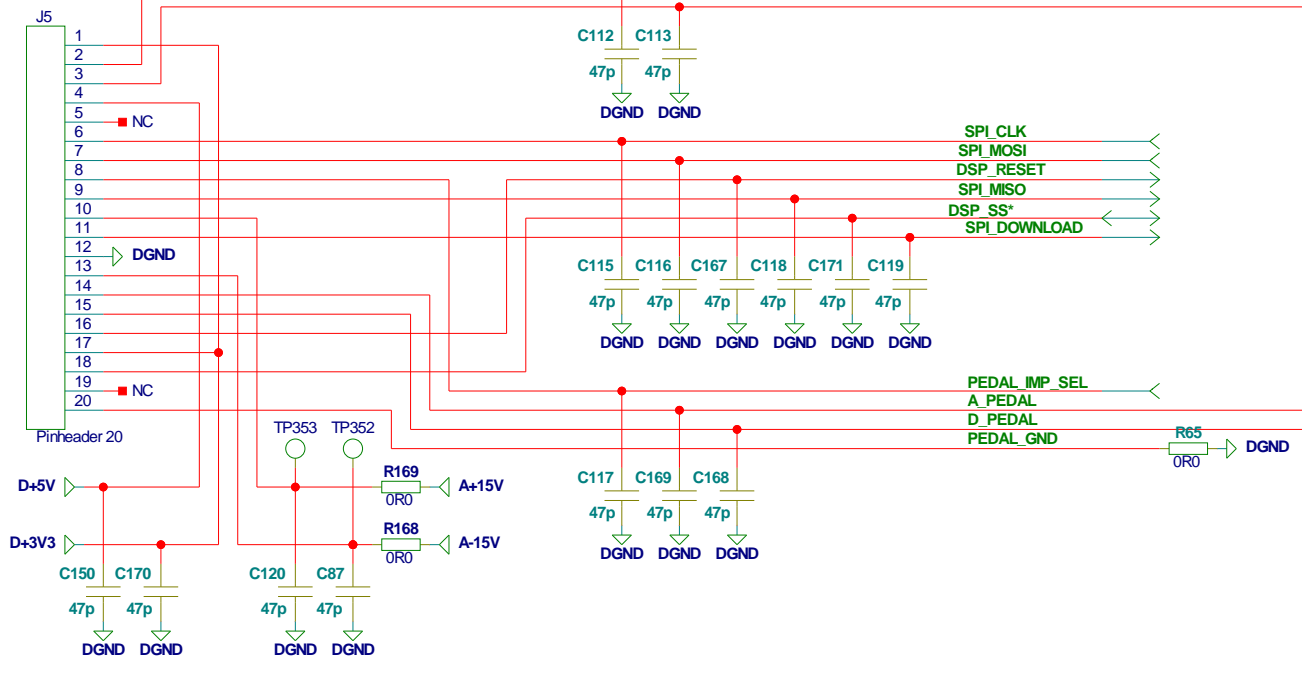 J5
1
2
3
4
5
6
7
8
9
10
11
12
13
14
15
16
17
18
19
20
NC
DGND
NC
Pinheader 20
C112 C113
47p 47p
DGND DGND
SPI_CLK
SPI_MOSI
DSP_RESET
SPI_MISO
DSP_SS*
SPI_DOWNLOAD
C115 C116 C167 C118 C171 C119
47p 47p 47p 47p 47p 47p
DGND DGND DGND DGND DGND DGND
PEDAL_IMP_SEL
A_PEDAL
D_PEDAL
PEDAL_GND
R65
0R0
DGND
C117 C169 C168
47p 47p 47p
DGND DGND DGND
TP353 TP352
D+5V
R169
0R0
A+15V
D+3V3
R168
0R0
A-15V
C150 C170 C120 C87
47p 47p 47p 47p
DGND DGND DGND DGND